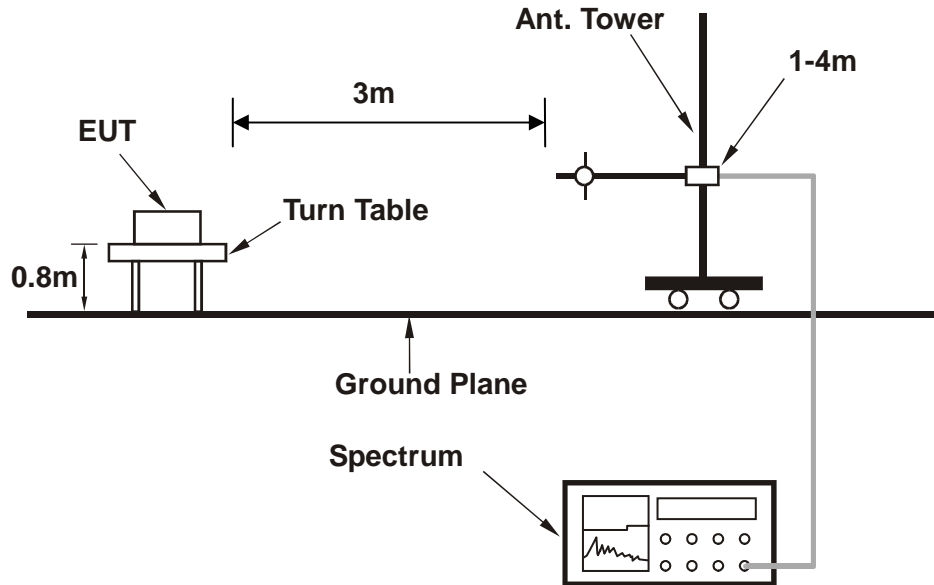 Ant. Tower
1-4m
3m
EUT
Turn Table
0.8m
Ground Plane
Spectrum